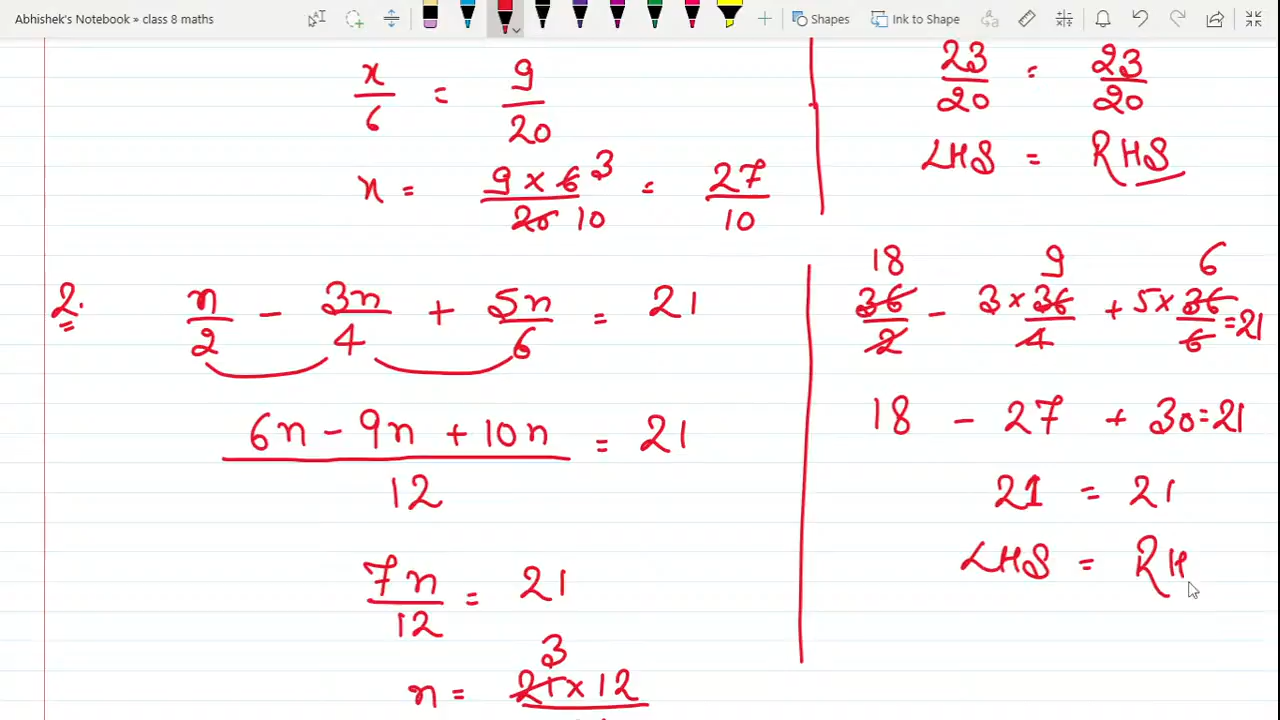 Abhishek's Notebook » class 8 maths
Shapes
Ink to Shape
x/6 = 9/20
x = 9 × 6 3 / 20 10 = 27/10
2. n/2 - 3n/4 + 5n/6 = 21
6n - 9n + 10n / 12 = 21
7n/12 = 21
3
n = 21 × 12
23/20 = 23/20
LHS = RHS
18 9 6
36/2 - 3 × 36/4 + 5 × 36/6 = 21
18 - 27 + 30 = 21
21 = 21
LHS = RH